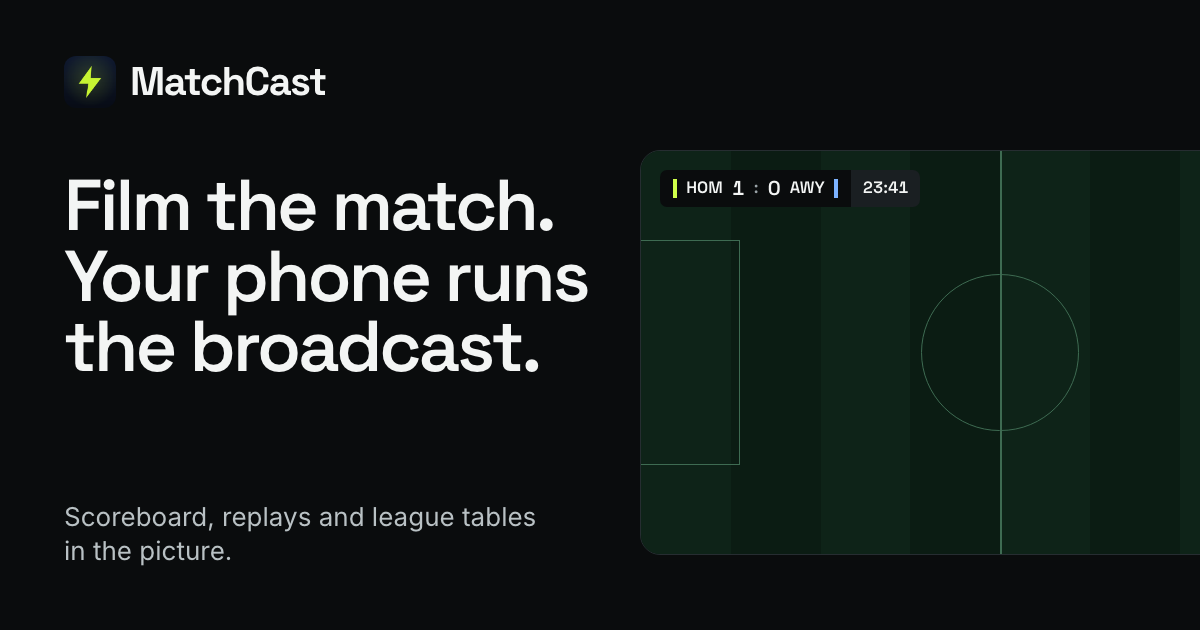 MatchCast
Film the match.
Your phone runs
the broadcast.
HOM 1 : 0 AWY 23:41
Scoreboard, replays and league tables
in the picture.